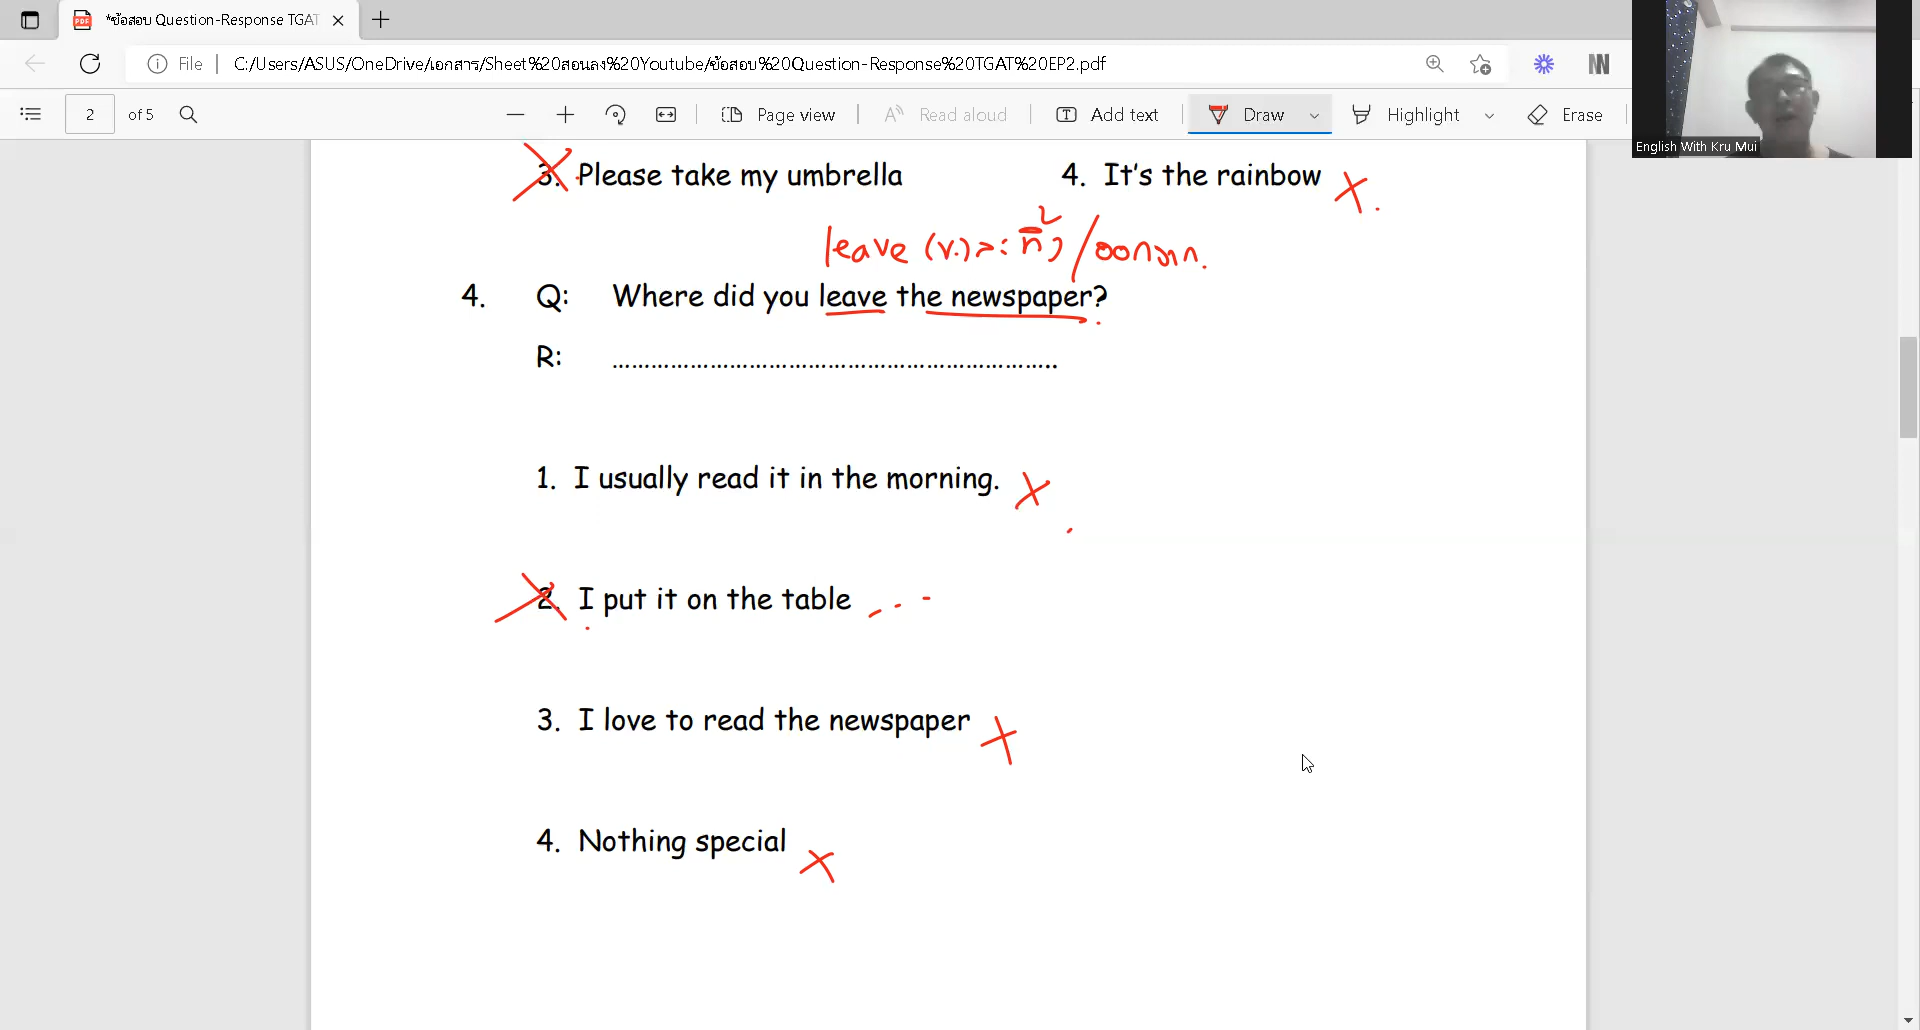 *ข้อสอบ Question-Response TGAT
File
C:/Users/ASUS/OneDrive/เอกสาร/Sheet%20สอนลง%20Youtube/ข้อสอบ%20Question-Response%20TGAT%20EP2.pdf
2 of 5
Page view
Read aloud
Add text
Draw
Highlight
Erase
English With Kru Mui
3. Please take my umbrella
4. It's the rainbow
leave (v.) ทิ้ง/ออกจาก.
4. Q: Where did you leave the newspaper?
R: ..............................................................
1. I usually read it in the morning.
2. I put it on the table
3. I love to read the newspaper
4. Nothing special